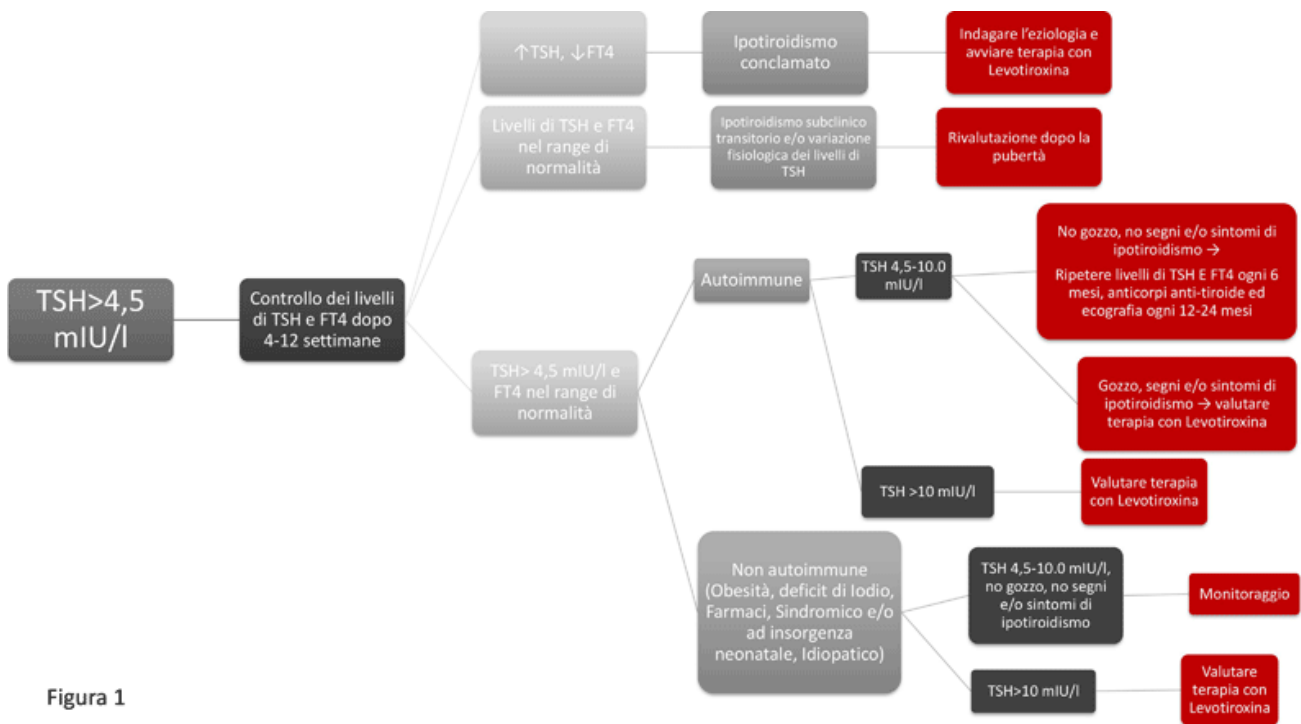 ↑TSH, ↓FT4
Ipotiroidismo
conclamato
Indagare l'eziologia e
avviare terapia con
Levotiroxina
Livelli di TSH e FT4
nel range di
normalità
Ipotiroidismo subclinico
transitorio e/o variazione
fisiologica dei livelli di
TSH
Rivalutazione dopo la
pubertà
TSH>4,5
mIU/l
Controllo dei livelli
di TSH e FT4 dopo
4-12 settimane
TSH> 4,5 mIU/l e
FT4 nel range di
normalità
Autoimmune
TSH 4,5-10.0
mIU/l
No gozzo, no segni e/o sintomi di
ipotiroidismo →
Ripetere livelli di TSH E FT4 ogni 6
mesi, anticorpi anti-tiroide ed
ecografia ogni 12-24 mesi
Gozzo, segni e/o sintomi di
ipotiroidismo → valutare
terapia con Levotiroxina
TSH >10 mIU/l
Valutare terapia
con Levotiroxina
Non autoimmune
(Obesità, deficit di Iodio,
Farmaci, Sindromico e/o
ad insorgenza
neonatale, Idiopatico)
TSH 4,5-10.0 mIU/l,
no gozzo, no segni
e/o sintomi di
ipotiroidismo
Monitoraggio
TSH>10 mIU/l
Valutare
terapia con
Levotiroxina
Figura 1